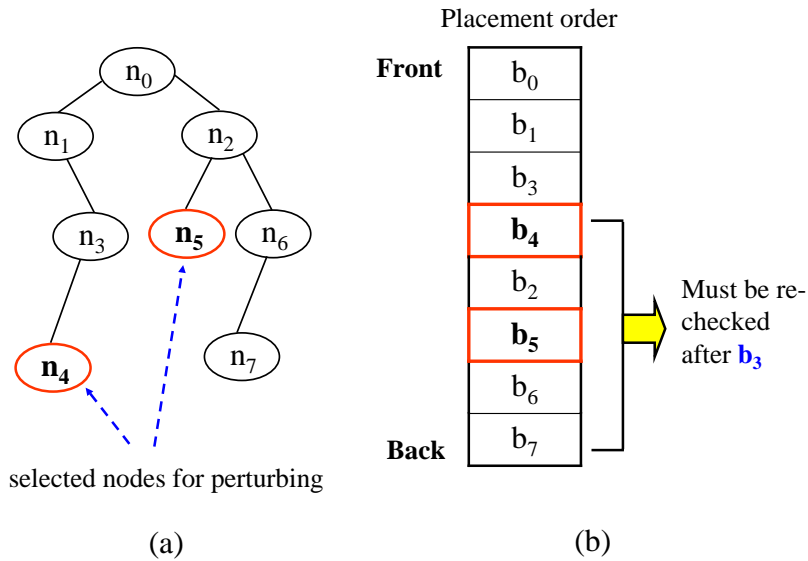 n0
n1
n2
n3
n5
n6
n4
n7
selected nodes for perturbing
(a)
Placement order
Front
b0
b1
b3
b4
b2
b5
b6
b7
Back
Must be re-
checked
after b3
(b)